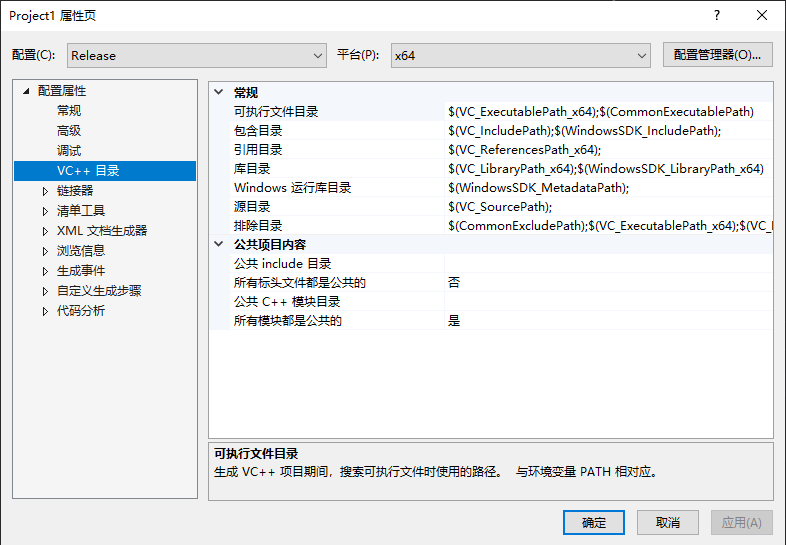 Project1 属性页
配置(C): Release 平台(P): x64 配置管理器(O)...
配置属性
常规
高级
调试
VC++ 目录
链接器
清单工具
XML 文档生成器
浏览信息
生成事件
自定义生成步骤
代码分析
常规
可执行文件目录 $(VC_ExecutablePath_x64);$(CommonExecutablePath)
包含目录 $(VC_IncludePath);$(WindowsSDK_IncludePath);
引用目录 $(VC_ReferencesPath_x64);
库目录 $(VC_LibraryPath_x64);$(WindowsSDK_LibraryPath_x64)
Windows 运行库目录 $(WindowsSDK_MetadataPath);
源目录 $(VC_SourcePath);
排除目录 $(CommonExcludePath);$(VC_ExecutablePath_x64);$(VC_I
公共项目内容
公共 include 目录
所有标头文件都是公共的 否
公共 C++ 模块目录
所有模块都是公共的 是
可执行文件目录
生成 VC++ 项目期间，搜索可执行文件时使用的路径。 与环境变量 PATH 相对应。
确定 取消 应用(A)